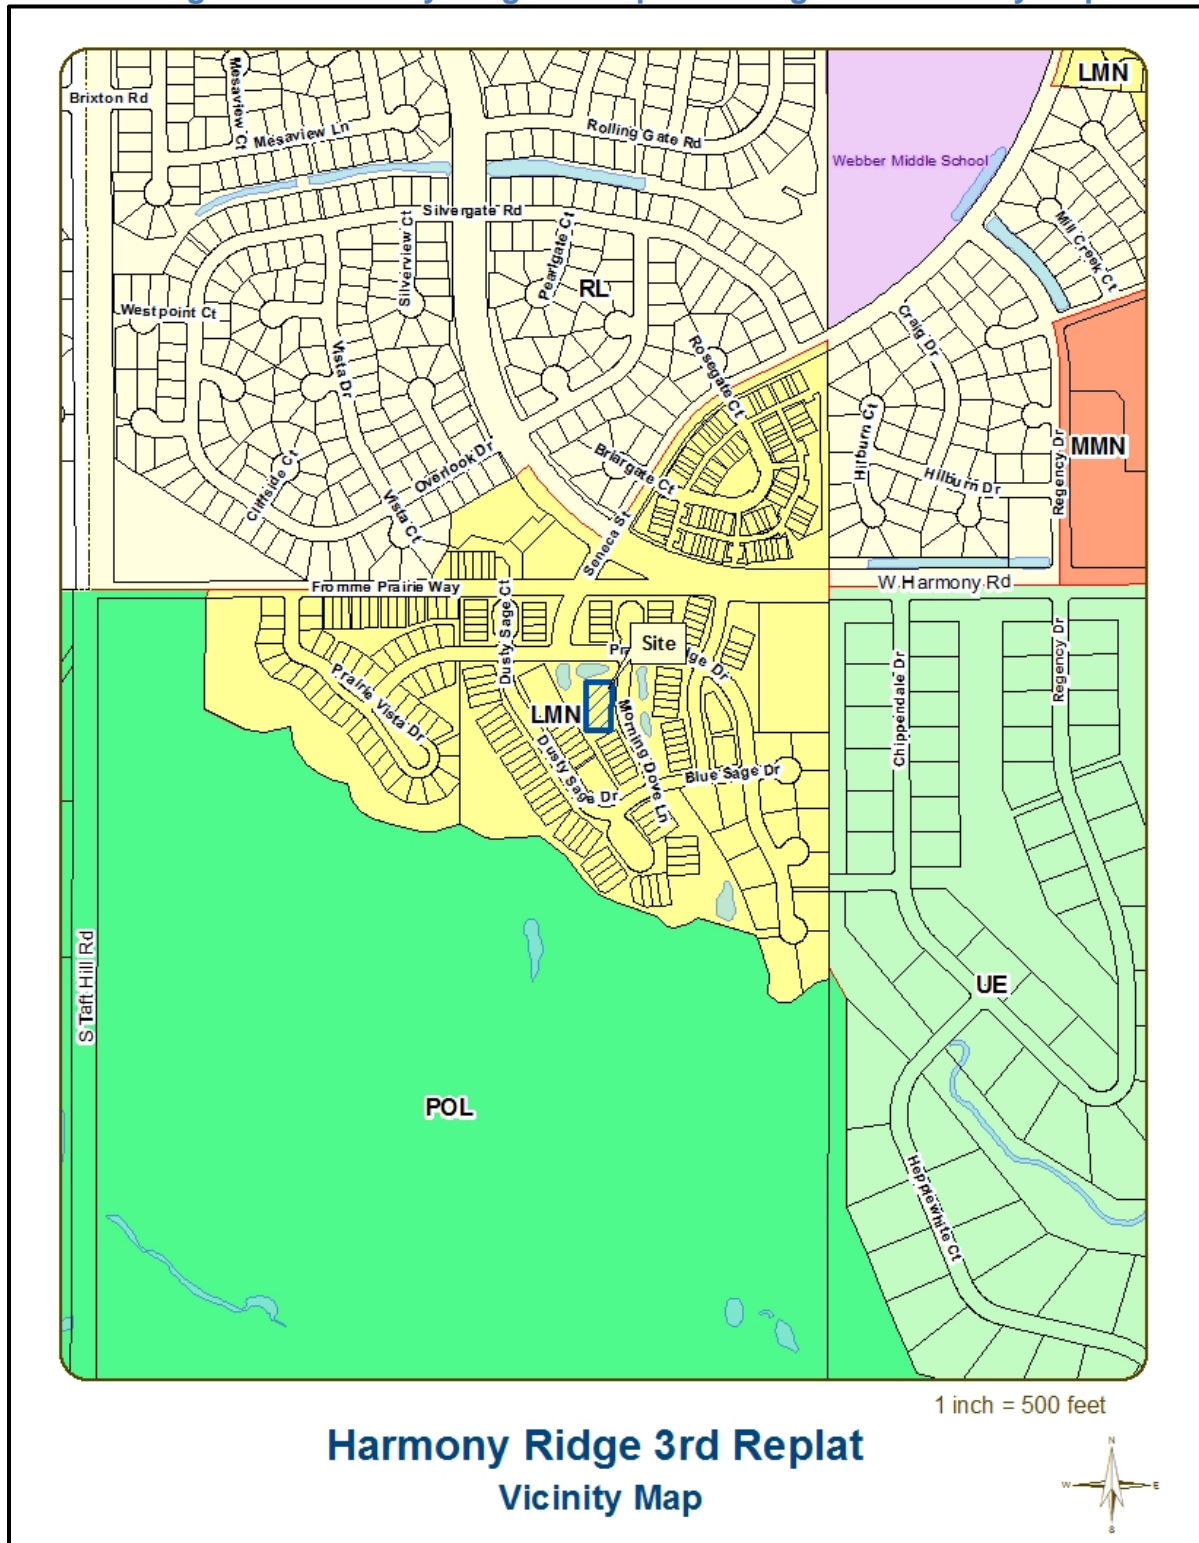 LMN
Brixton Rd
Mesaview Ct
Mesaview Ln
Rolling Gate Rd
Webber Middle School
Silvergate Rd
Silverview Ct
Pearlgate Ct
Mill Creek Ct
RL
Westpoint Ct
Vista Dr
Rosegate Ct
Craig Dr
MMN
Regency Dr
Hilburn Ct
Hilburn Dr
Cliffside Ct
Overlook Dr
Briargate Ct
Vista Ct
Seneca St
Fromme Prairie Way
W Harmony Rd
Dusty Sage Ct
Site
Prairie Vista Dr
LMN
Morning Dove Ln
Dusty Sage Dr
Blue Sage Dr
Chippendale Dr
Regency Dr
S Taft Hill Rd
UE
POL
Hepplewhite Ct
1 inch = 500 feet
Harmony Ridge 3rd Replat
Vicinity Map
N
W
E
S